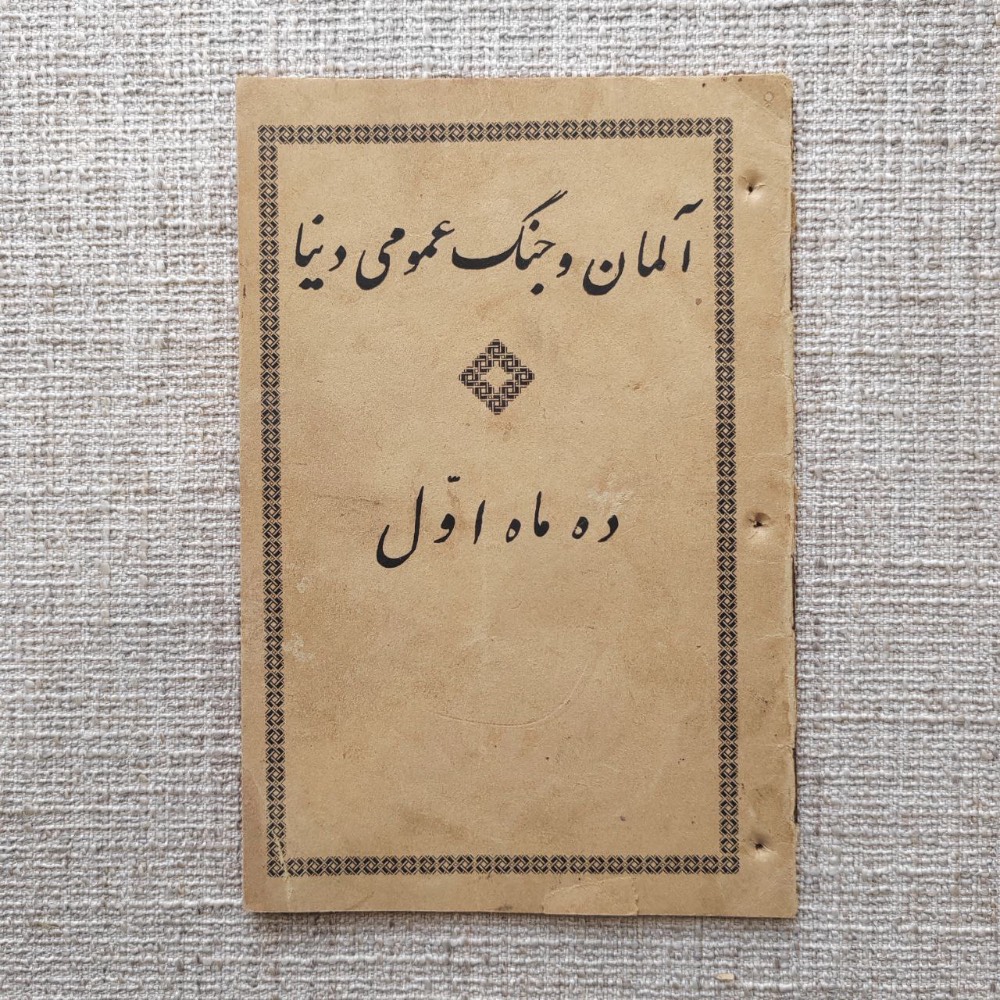 آلمان و جنگ عمومی دنیا
ده ماه اوّل